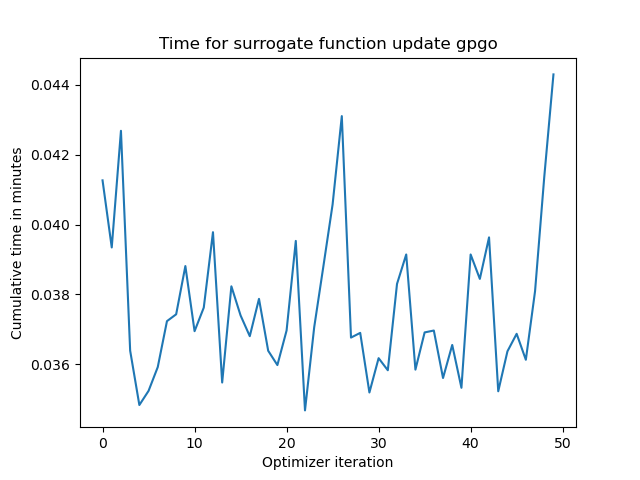 Time for surrogate function update gpgo
Cumulative time in minutes
0.044
0.042
0.040
0.038
0.036
0 10 20 30 40 50
Optimizer iteration